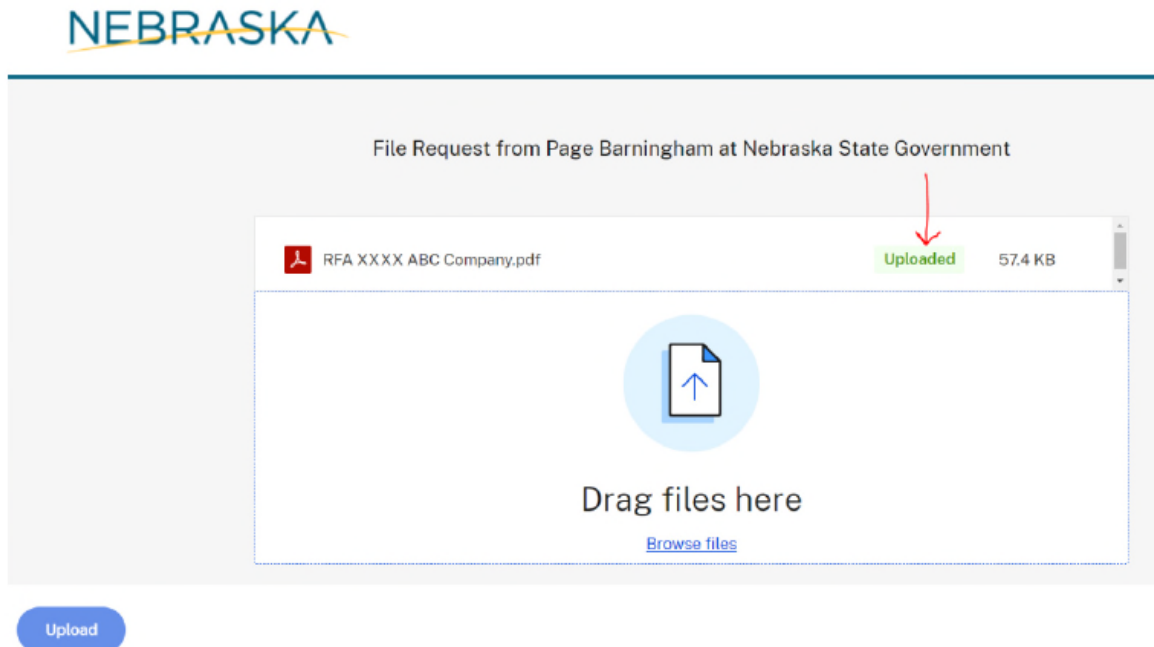 NEBRASKA
File Request from Page Barningham at Nebraska State Government
RFA XXXX ABC Company.pdf Uploaded 57.4 KB
Drag files here
Browse files
Upload